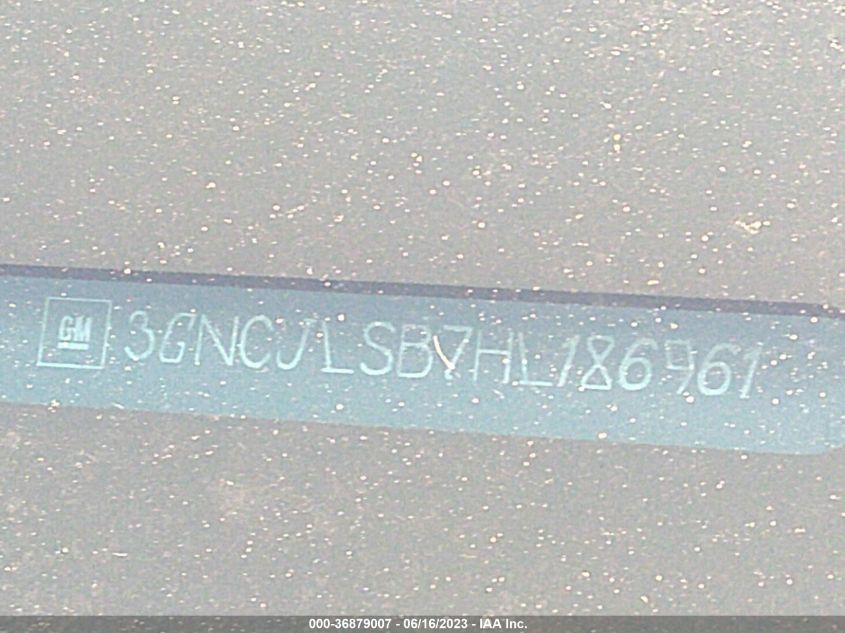 GM 3GNCJLSB7HL186961
000-36879007 - 06/16/2023 - IAA Inc.